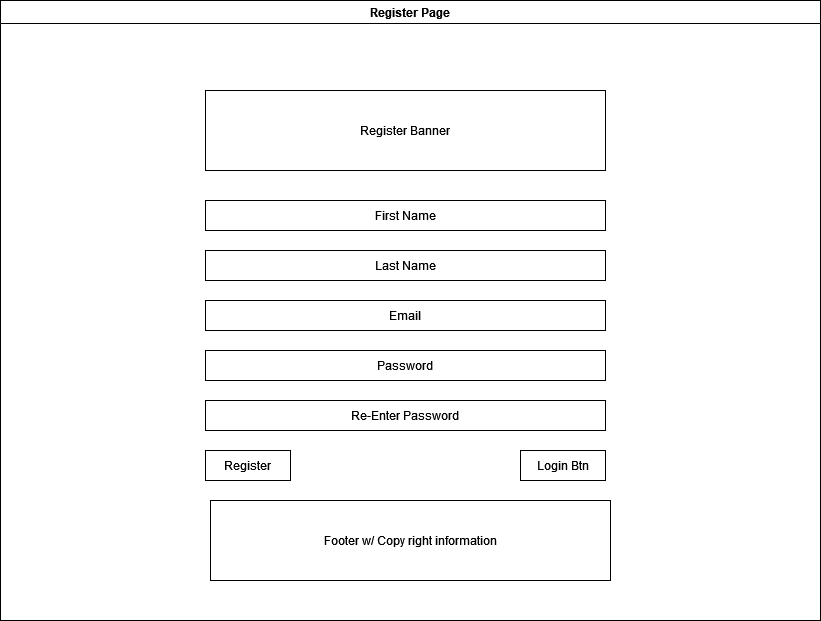 Register Page
Register Banner
First Name
Last Name
Email
Password
Re-Enter Password
Register
Login Btn
Footer w/ Copy right information